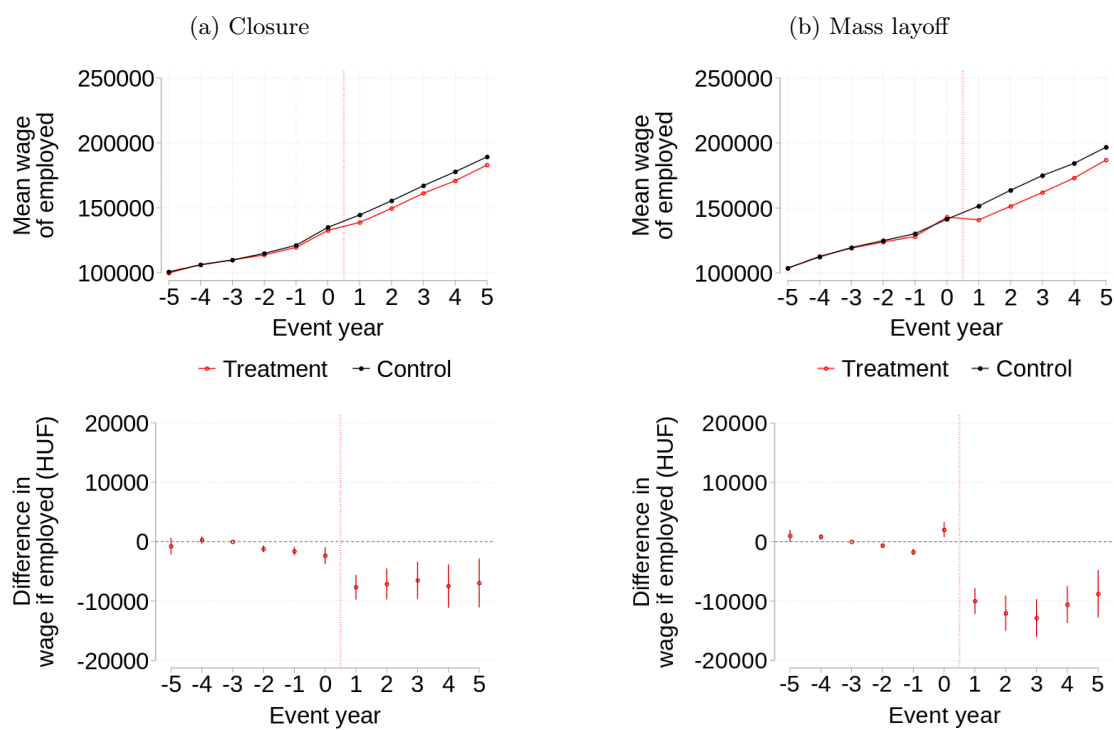 (a) Closure
250000
200000
150000
100000
Mean wage
of employed
-5 -4 -3 -2 -1 0 1 2 3 4 5
Event year
Treatment Control
20000
10000
0
-10000
-20000
Difference in
wage if employed (HUF)
-5 -4 -3 -2 -1 0 1 2 3 4 5
Event year
(b) Mass layoff
250000
200000
150000
100000
Mean wage
of employed
-5 -4 -3 -2 -1 0 1 2 3 4 5
Event year
Treatment Control
20000
10000
0
-10000
-20000
Difference in
wage if employed (HUF)
-5 -4 -3 -2 -1 0 1 2 3 4 5
Event year